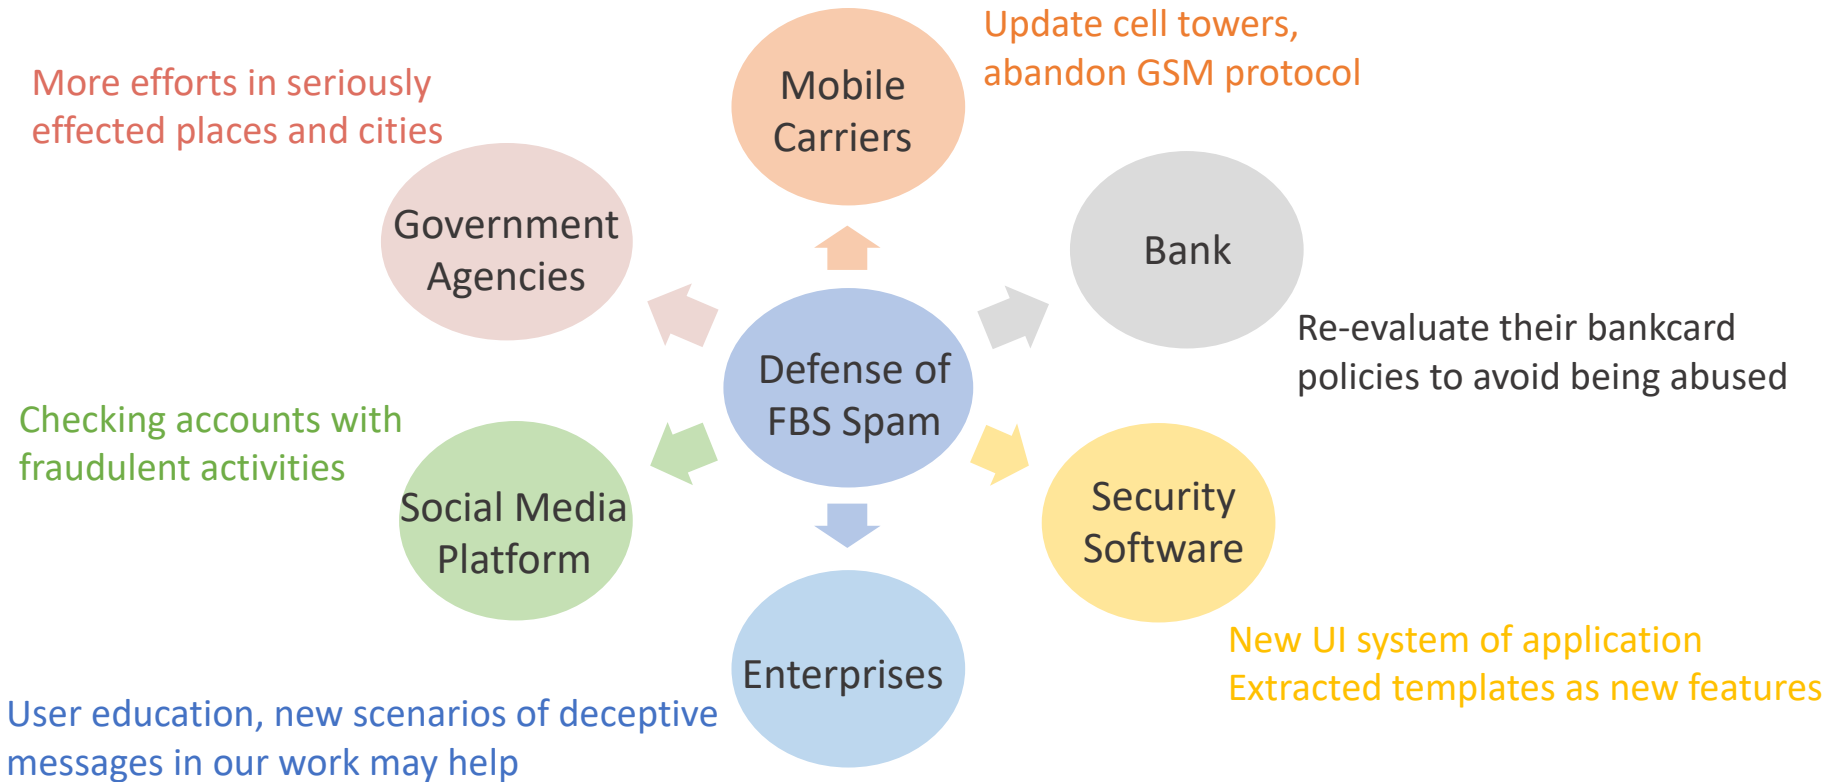 Update cell towers,
abandon GSM protocol
Mobile
Carriers
More efforts in seriously
effected places and cities
Government
Agencies
Bank
Re-evaluate their bankcard
policies to avoid being abused
Defense of
FBS Spam
Checking accounts with
fraudulent activities
Social Media
Platform
Security
Software
New UI system of application
Extracted templates as new features
Enterprises
User education, new scenarios of deceptive
messages in our work may help